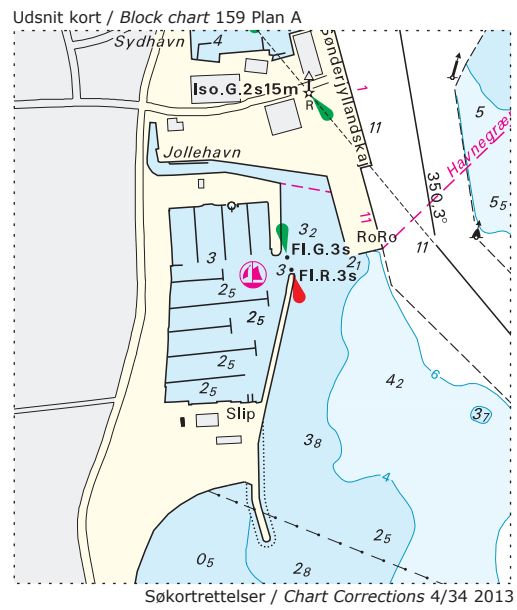 Udsnit kort / Block chart 159 Plan A
Sydhavn
4
Iso.G.2s15m
R
Sønderjyllandskaj
1
11
5
Havnegræ
350.3°
5₅
Jollehavn
11
3₂
RoRo
11
2₁
Fl.G.3s
3
3
Fl.R.3s
2₅
2₅
2₅
2₅
2₅
Slip
4₂
6
3₇
3₈
4
2₅
0₅
2₈
Søkortrettelser / Chart Corrections 4/34 2013